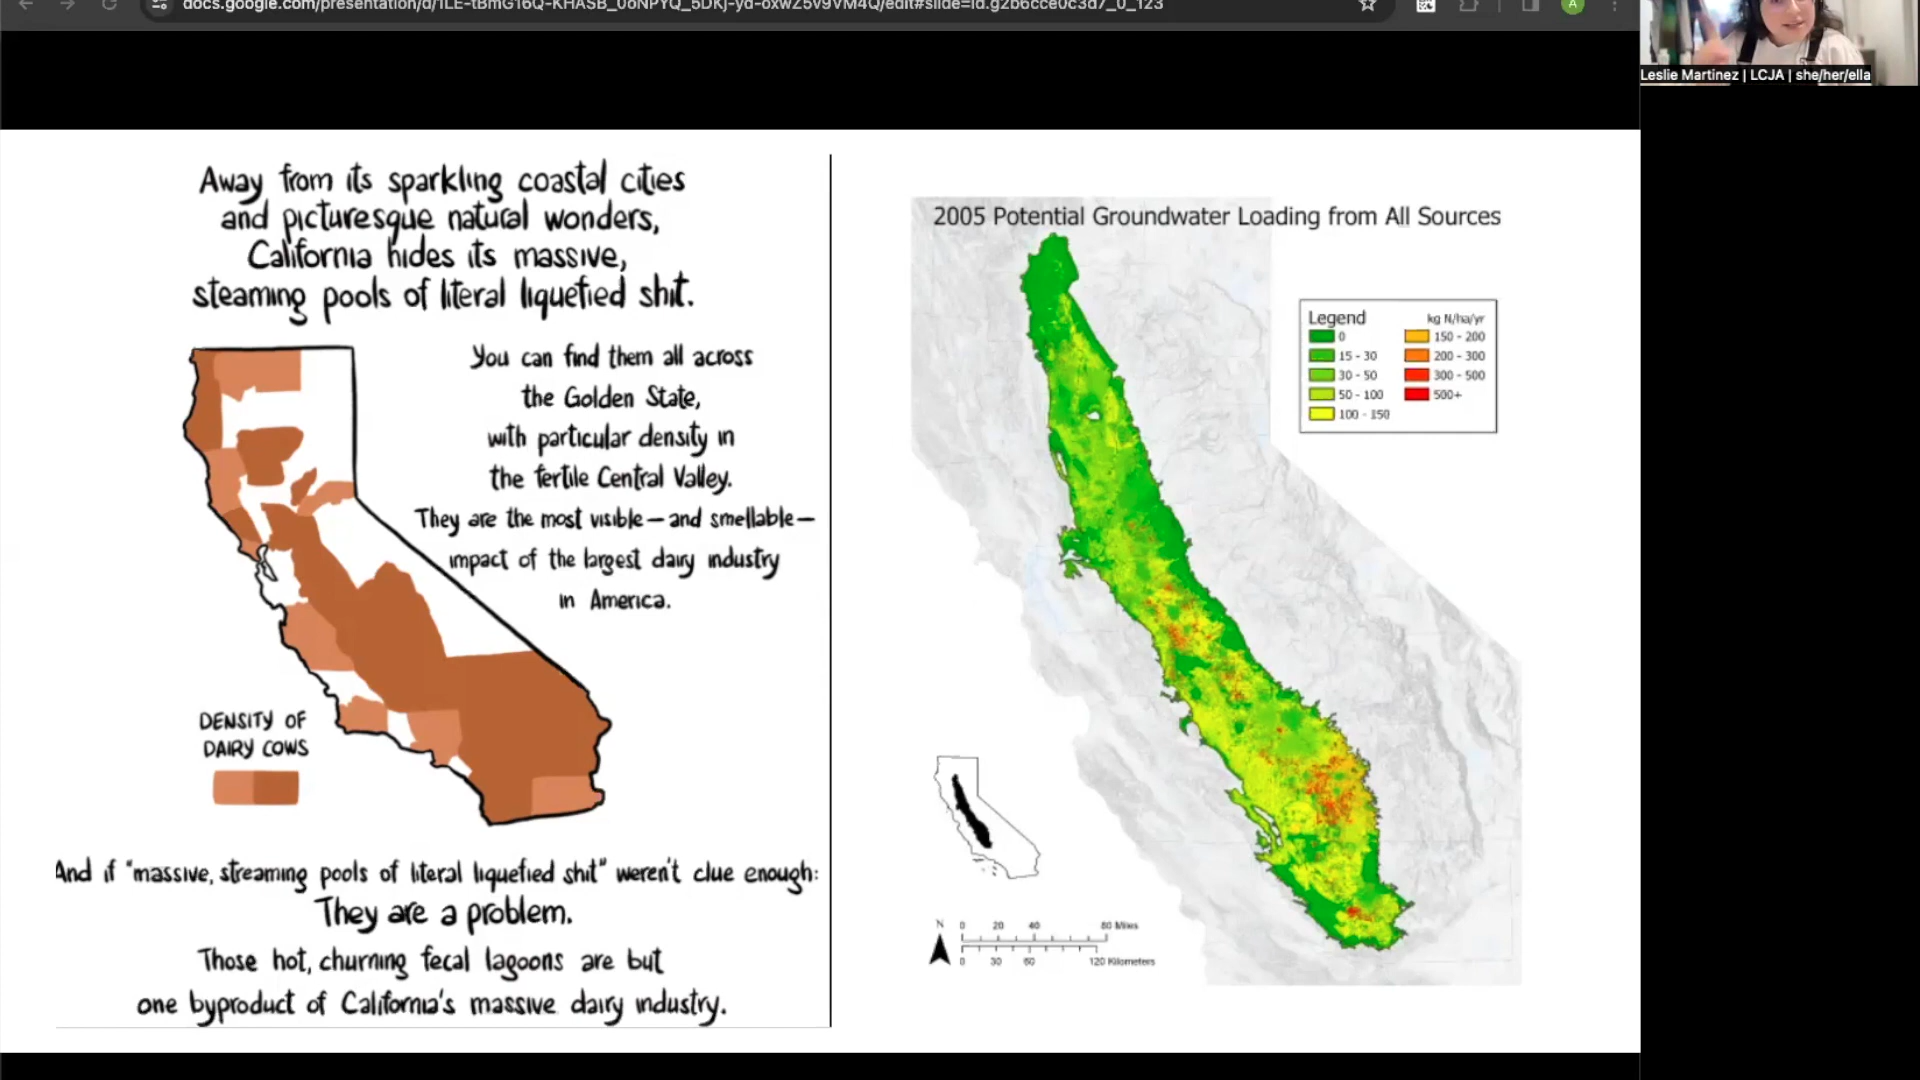 Leslie Martinez | LCJA | she/her/ella
Away from its sparkling coastal cities
and picturesque natural wonders,
California hides its massive,
steaming pools of literal liquefied shit.
You can find them all across
the Golden State,
with particular density in
the fertile Central Valley.
They are the most visible—and smellable—
impact of the largest dairy industry
in America.
DENSITY OF
DAIRY COWS
And if "massive, streaming pools of literal liquefied shit" weren't clue enough:
They are a problem.
Those hot, churning fecal lagoons are but
one byproduct of California's massive dairy industry.
2005 Potential Groundwater Loading from All Sources
Legend kg N/ha/yr
0 150 - 200
15 - 30 200 - 300
30 - 50 300 - 500
50 - 100 500+
100 - 150
N 0 20 40 80 Miles
0 30 60 120 Kilometers